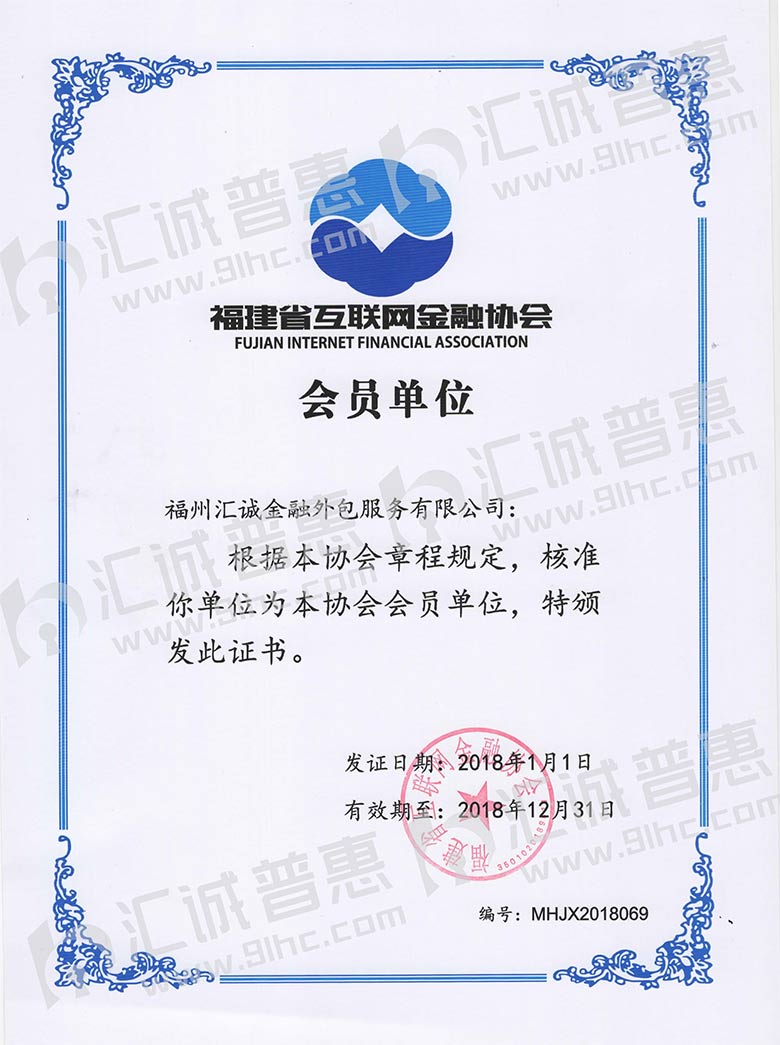 汇诚普惠
www.9lhc.com
汇诚普惠
www.9lhc.com
福建省互联网金融协会
FUJIAN INTERNET FINANCIAL ASSOCIATION
会员单位
汇诚普惠
www.9lhc.com
福州汇诚金融外包服务有限公司：
根据本协会章程规定，核准
你单位为本协会会员单位，特颁
发此证书。
汇诚普惠
www.9lhc.com
福建省互联网金融协会
发证日期：2018年1月1日
有效期至：2018年12月31日
汇诚普惠
www.9lhc.com
编号：MHJX2018069
汇诚普惠
www.9lhc.com